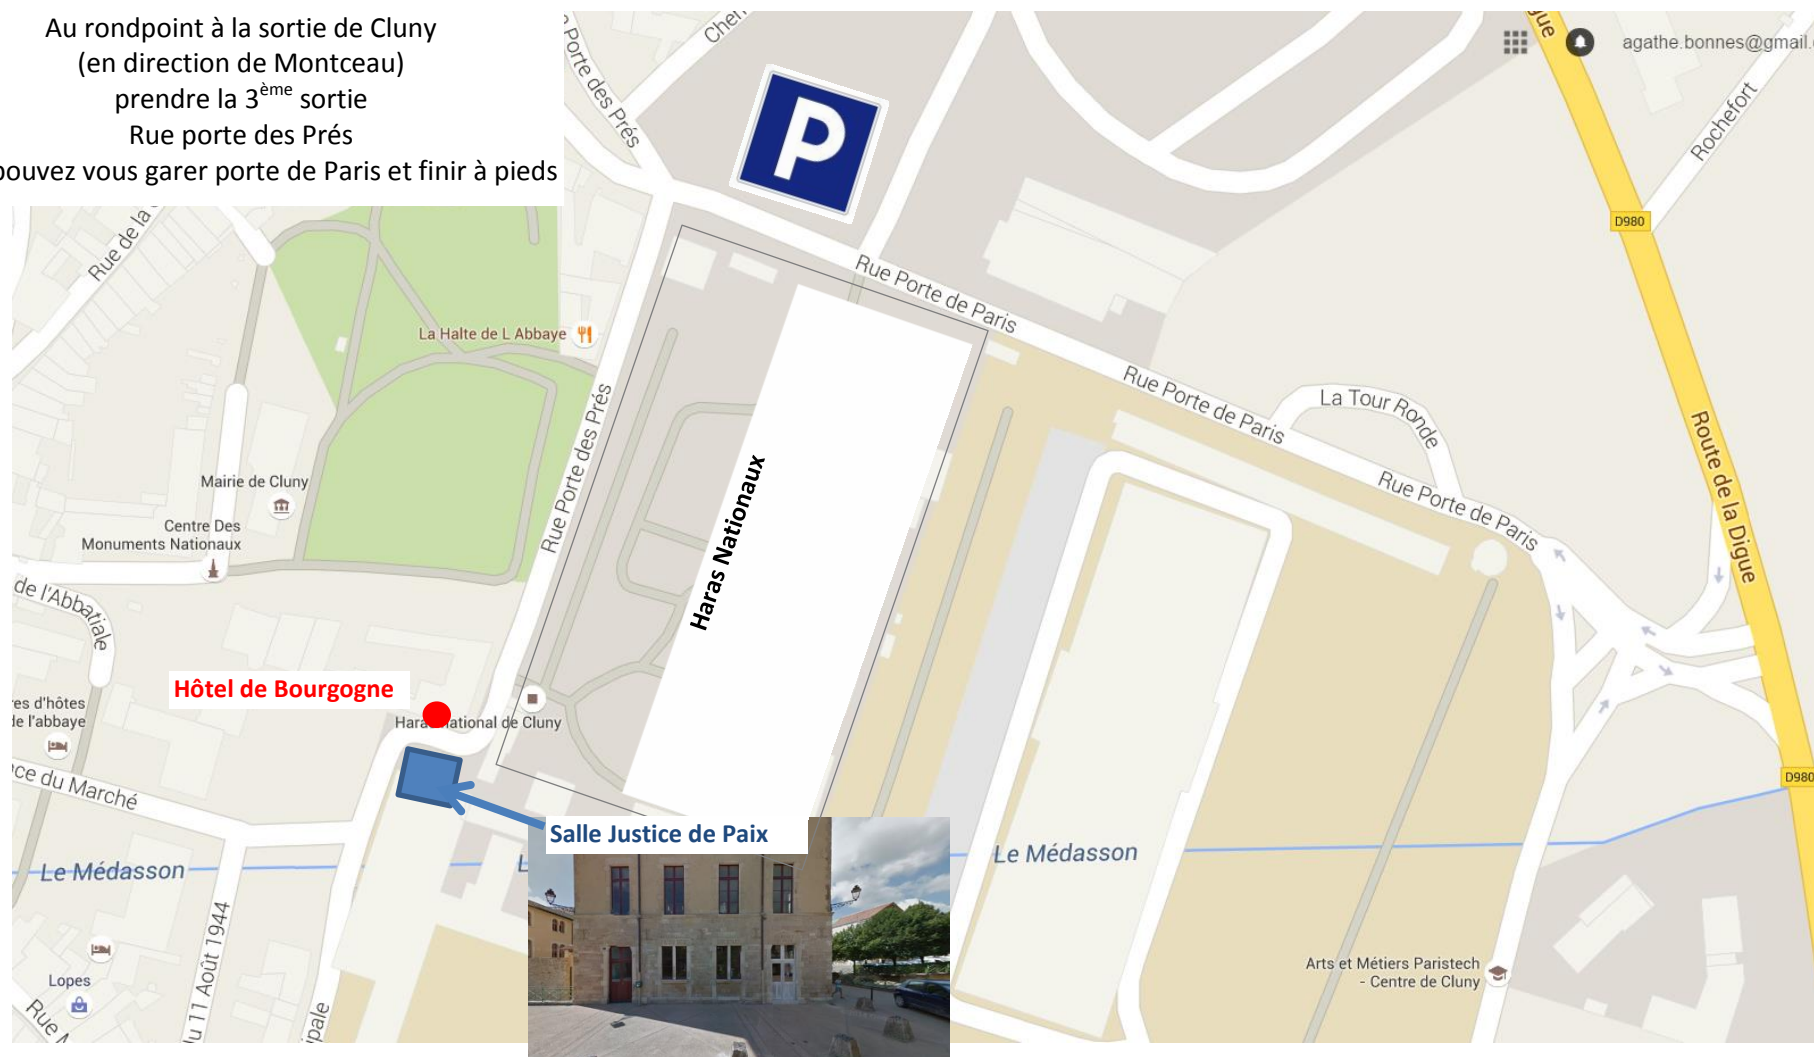 Au rondpoint à la sortie de Cluny
(en direction de Montceau)
prendre la 3ème sortie
Rue porte des Prés
pouvez vous garer porte de Paris et finir à pieds
Porte des Prés
P
agathe.bonnes@gmail.
Rochefort
D980
Rue de la
Rue Porte de Paris
La Halte de L Abbaye
Rue Porte de Paris
La Tour Ronde
Rue Porte des Prés
Route de la Digue
Mairie de Cluny
Haras Nationaux
Rue Porte de Paris
Centre Des
Monuments Nationaux
de l'Abbatiale
Hôtel de Bourgogne
d'hôtes
l'abbaye
National de Cluny
D980
du Marché
Salle Justice de Paix
Le Médasson
Le Médasson
11 Août 1944
Lopes
Arts et Métiers Paristech
- Centre de Cluny
Rue